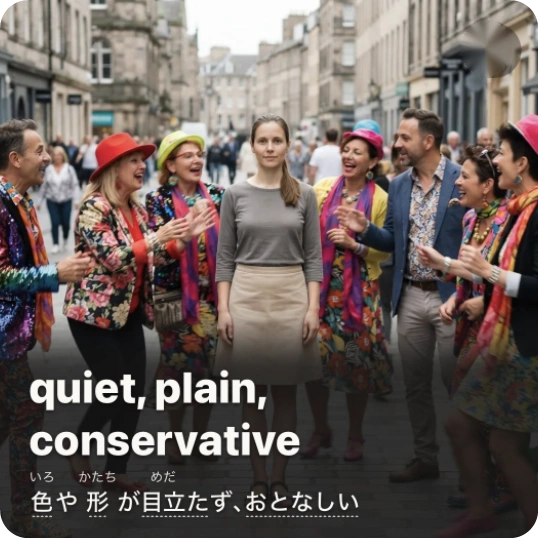 quiet, plain,
conservative
いろ かたち めだ
色や形が目立たず、おとなしい